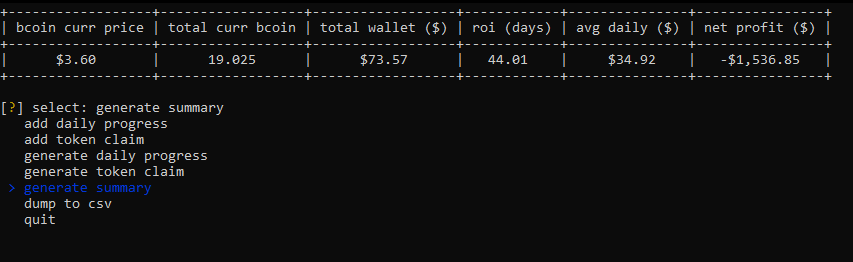 | bcoin curr price | total curr bcoin | total wallet ($) | roi (days) | avg daily ($) | net profit ($) |
| $3.60 | 19.025 | $73.57 | 44.01 | $34.92 | -$1,536.85 |
[?] select: generate summary
add daily progress
add token claim
generate daily progress
generate token claim
> generate summary
dump to csv
quit